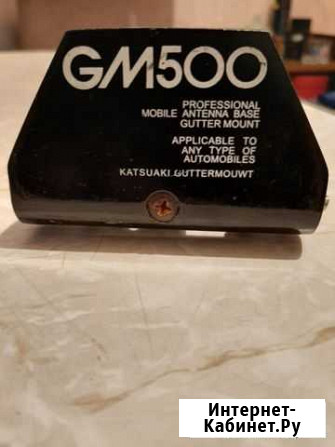 GM500
PROFESSIONAL
MOBILE ANTENNA BASE
GUTTER MOUNT
APPLICABLE TO
ANY TYPE OF
AUTOMOBILES
KATSUAKI GUTTERMOUWT
Интернет-
Кабинет.Ру